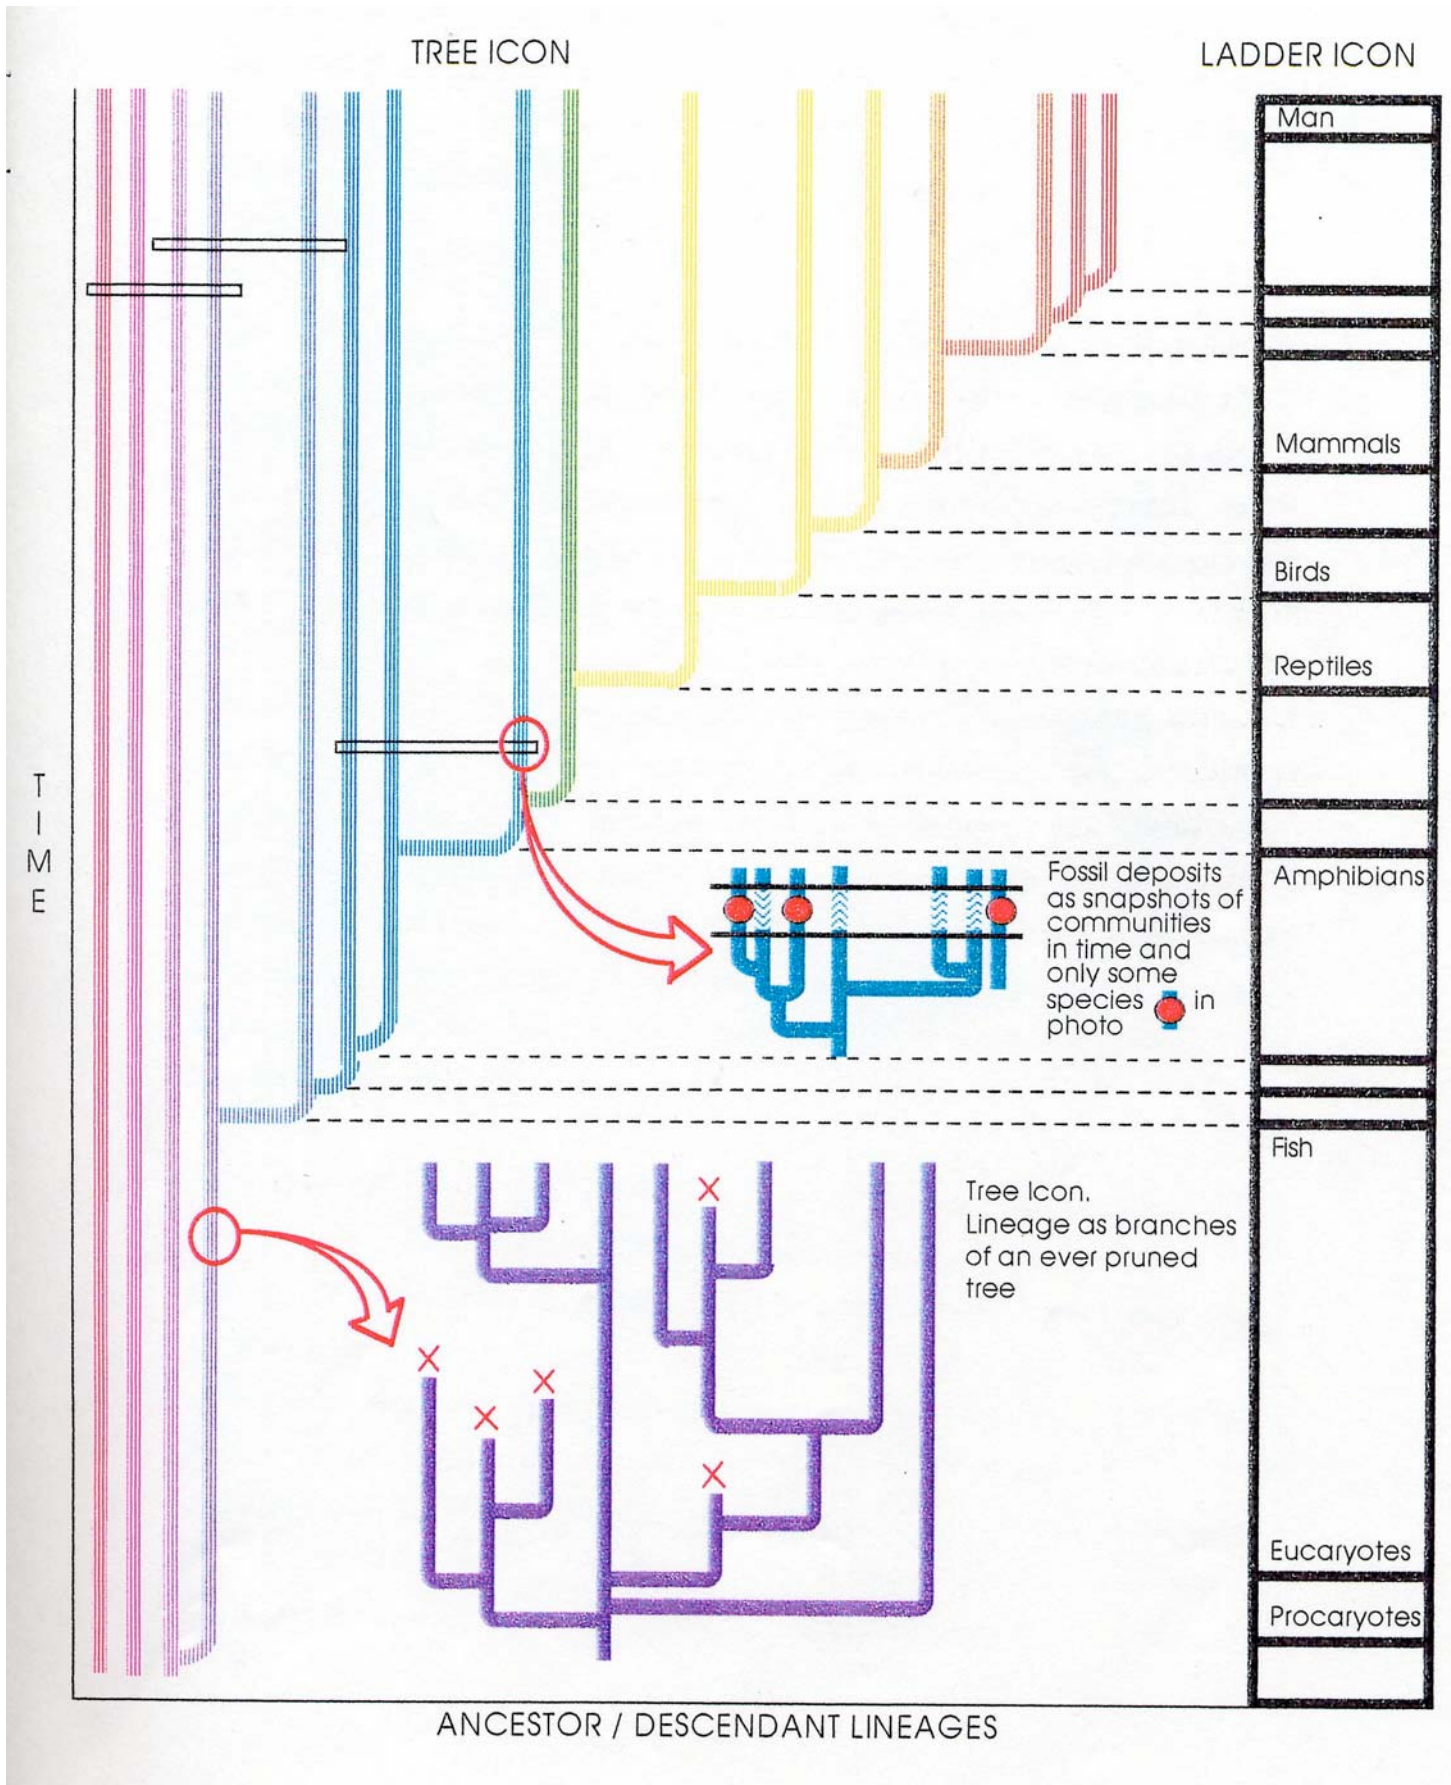 TREE ICON
LADDER ICON
Man
Mammals
Birds
Reptiles
T
I
M
E
Fossil deposits
as snapshots of
communities
in time and
only some
species in
photo
Amphibians
Fish
Tree Icon.
Lineage as branches
of an ever pruned
tree
Eucaryotes
Procaryotes
ANCESTOR / DESCENDANT LINEAGES